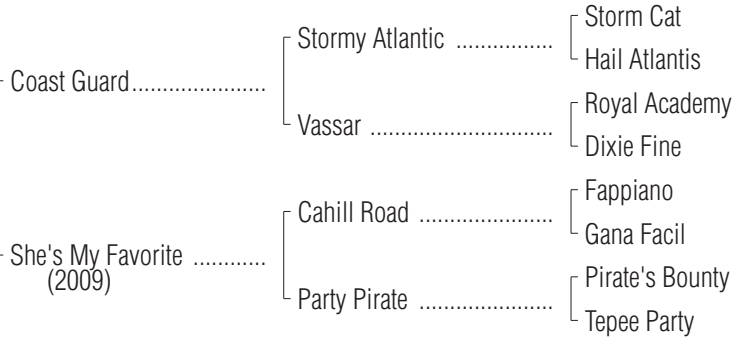 Storm Cat
Stormy Atlantic ................
Hail Atlantis
Coast Guard......................
Royal Academy
Vassar ..............................
Dixie Fine
Fappiano
Cahill Road ......................
Gana Facil
She's My Favorite ............
(2009)
Pirate's Bounty
Party Pirate ......................
Tepee Party